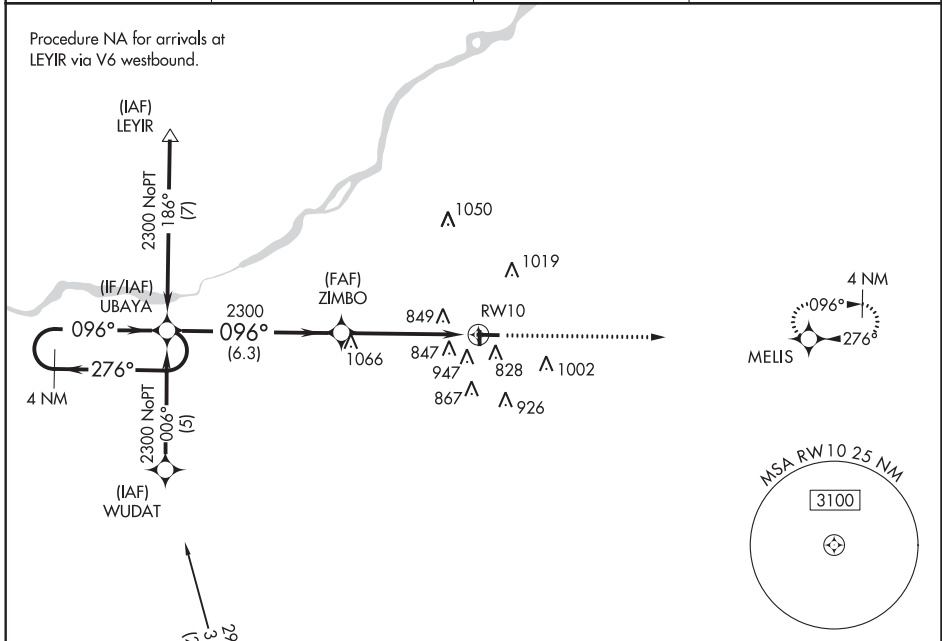 Procedure NA for arrivals at
LEYIR via V6 westbound.
(IAF)
LEYIR
2300 NoPT
186°
(7)
1050
1019
(IF/IAF)
UBAYA
(FAF)
ZIMBO
RW10
4 NM
096°
2300
096°
(6.3)
849
096°
276°
1066
847
947
828
1002
MELIS
276°
4 NM
867
926
2300 NoPT
006°
(5)
(IAF)
WUDAT
MSA RW10 25 NM
3100